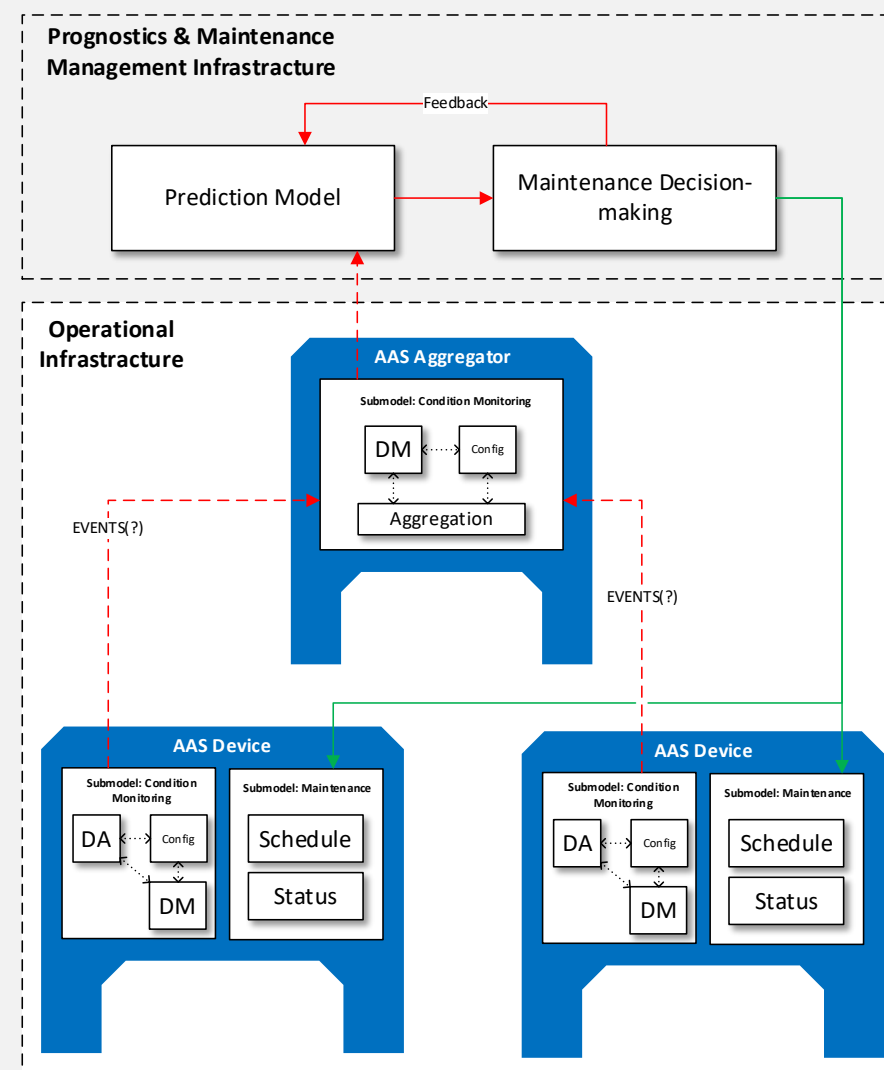 Prognostics & Maintenance
Management Infrastracture
Feedback
Prediction Model
Maintenance Decision-
making
Operational
Infrastracture
AAS Aggregator
Submodel: Condition Monitoring
DM
Config
Aggregation
EVENTS(?)
EVENTS(?)
AAS Device
Submodel: Condition
Monitoring
DA
Config
DM
Submodel: Maintenance
Schedule
Status
AAS Device
Submodel: Condition
Monitoring
DA
Config
DM
Submodel: Maintenance
Schedule
Status